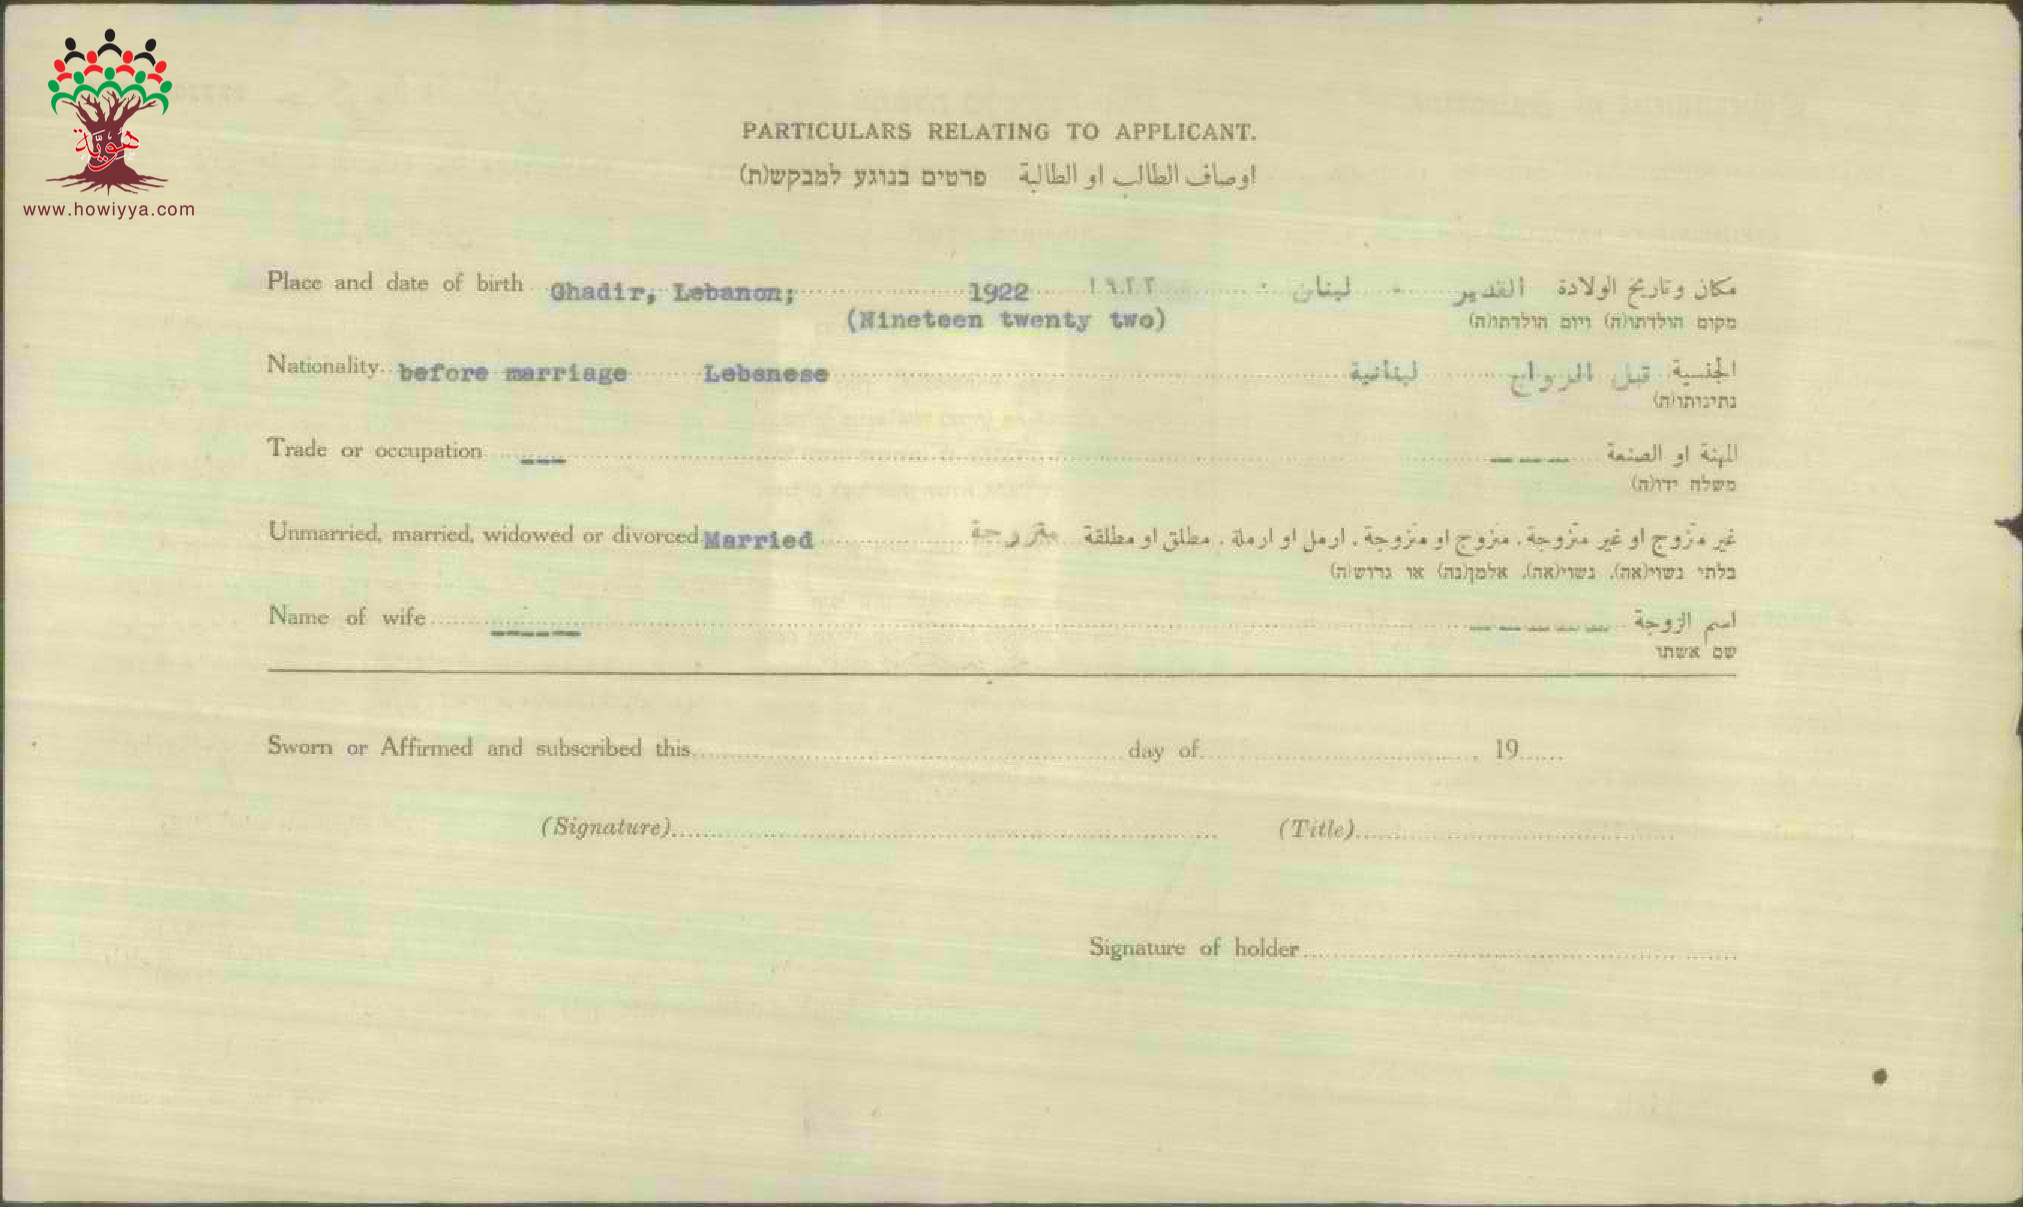 هوية
www.howiyya.com
PARTICULARS RELATING TO APPLICANT.
פרטים בנוגע למבקש(ת) اوصاف الطالب او الطالبة
Place and date of birth Ghadir, Lebanon; 1922 ١٩٢٢ مكان وتاريخ الولادة الغدير - لبنان
(Nineteen twenty two) מקום הולדתו(ה) ויום הולדתו(ה)
Nationality before marriage Lebanese الجنسية قبل الزواج لبنانية
נתינותו(ה)
Trade or occupation --- المهنة او الصنعة ---
משלח ידו(ה)
Unmarried, married, widowed or divorced Married غير متزوج او غير متزوجة، متزوج او متزوجة، ارمل او ارملة، مطلق او مطلقة متزوجة
בלתי נשוי(אה), נשוי(אה), אלמן(נה) או גרוש(ה)
Name of wife ----- اسم الزوجة -----
שם אשתו
Sworn or Affirmed and subscribed this day of , 19
(Signature) (Title)
Signature of holder